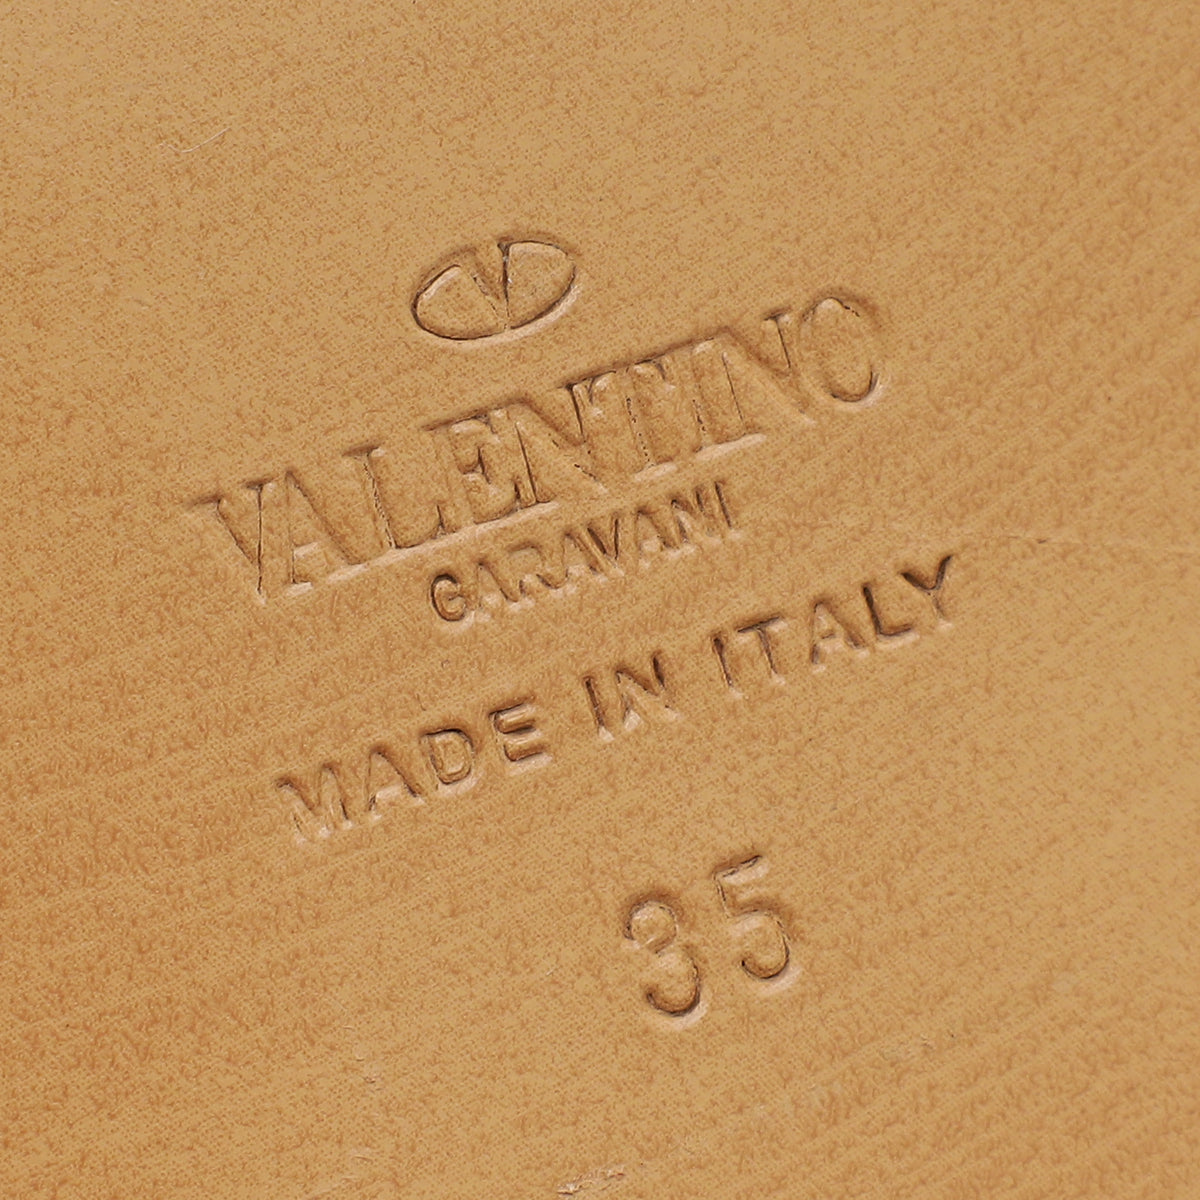 V
VALENTINO
GARAVANI
MADE IN ITALY
35